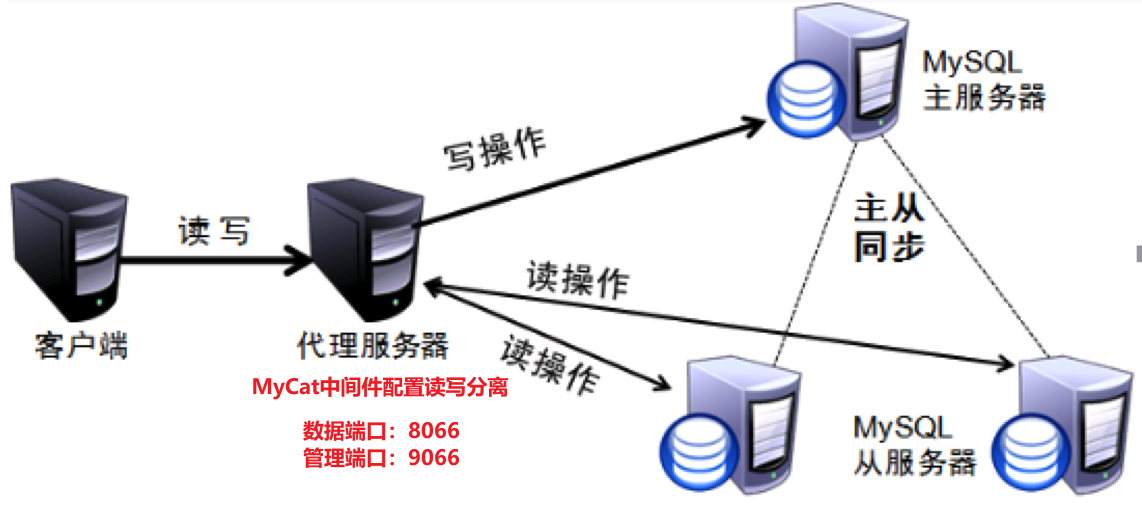 MySQL
主服务器
写操作
读 写
主从
同步
读操作
读操作
客户端
代理服务器
MyCat中间件配置读写分离
数据端口：8066
管理端口：9066
MySQL
从服务器